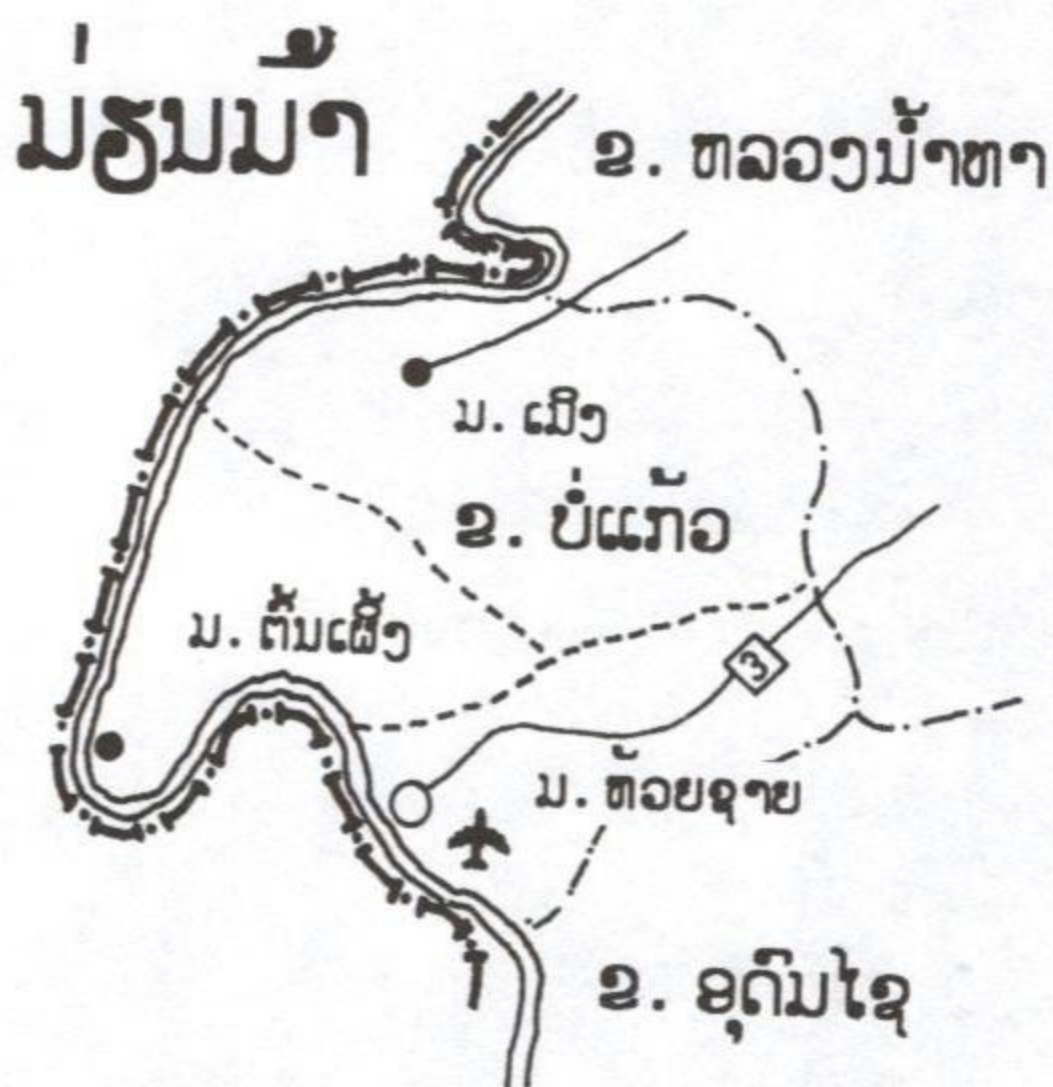 ມ່ຽນມ້າ
ຂ. ຫລວງນ້ຳທາ
ມ. ເມິງ
ຂ. ບໍ່ແກ້ວ
ມ. ຕົ້ນເຜິ້ງ
3
ມ. ຫ້ວຍຊາຍ
ຂ. ອຸດົມໄຊ